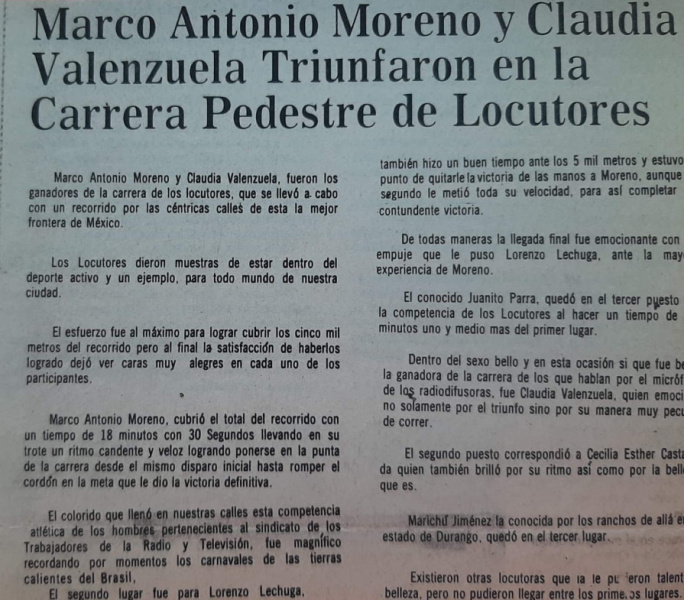 Marco Antonio Moreno y Claudia
Valenzuela Triunfaron en la
Carrera Pedestre de Locutores
Marco Antonio Moreno y Claudia Valenzuela, fueron los
ganadores de la carrera de los locutores, que se llevó a cabo
con un recorrido por las céntricas calles de esta la mejor
frontera de México.
Los Locutores dieron muestras de estar dentro del
deporte activo y un ejemplo, para todo mundo de nuestra
ciudad.
El esfuerzo fue al máximo para lograr cubrir los cinco mil
metros del recorrido pero al final la satisfacción de haberlos
logrado dejó ver caras muy alegres en cada uno de los
participantes.
Marco Antonio Moreno, cubrió el total del recorrido con
un tiempo de 18 minutos con 30 Segundos llevando en su
trote un ritmo candente y veloz logrando ponerse en la punta
de la carrera desde el mismo disparo inicial hasta romper el
cordón en la meta que le dio la victoria definitiva.
El colorido que llenó en nuestras calles esta competencia
atlética de los hombres pertenecientes al sindicato de los
Trabajadores de la Radio y Televisión, fue magnífico
recordando por momentos los carnavales de las tierras
calientes del Brasil,
El segundo lugar fue para Lorenzo Lechuga,
también hizo un buen tiempo ante los 5 mil metros y estuvo
punto de quitarle la victoria de las manos a Moreno, aunque
segundo le metió toda su velocidad, para así completar
contundente victoria.
De todas maneras la llegada final fue emocionante con
empuje que le puso Lorenzo Lechuga, ante la may
experiencia de Moreno.
El conocido Juanito Parra, quedó en el tercer puesto
la competencia de los Locutores al hacer un tiempo de
minutos uno y medio mas del primer lugar.
Dentro del sexo bello y en esta ocasión si que fue be
la ganadora de la carrera de los que hablan por el micróf
de los radiodifusoras, fue Claudia Valenzuela, quien emoci
no solamente por el triunfo sino por su manera muy pecu
de correr.
El segundo puesto correspondió a Cecilia Esther Casta
da quien también brilló por su ritmo así como por la bell
que es.
Marichif Jiménez la conocida por los ranchos de allá en
estado de Durango, quedó en el tercer lugar.
Existieron otras locutoras que la le eron talent
belleza, pero no pudieron llegar entre los primeros lugares.